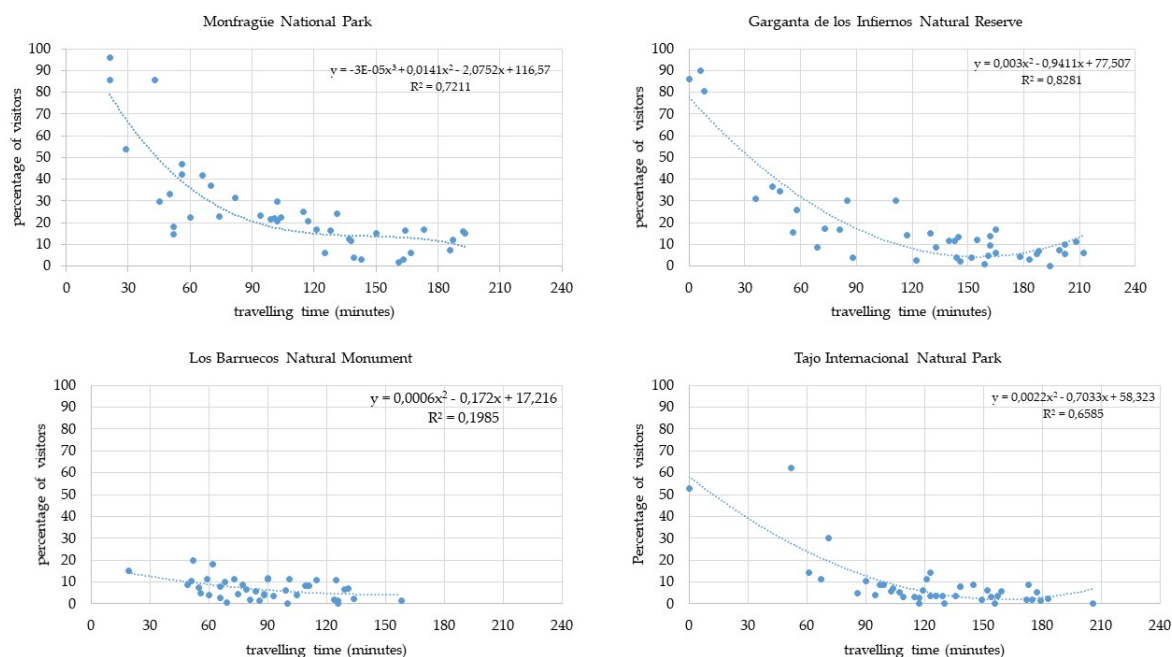 Monfragüe National Park
y = -3E-05x³ + 0,0141x² - 2,0752x + 116,57
R² = 0,7211
percentage of visitors
100
90
80
70
60
50
40
30
20
10
0
0 30 60 90 120 150 180 210 240
travelling time (minutes)
Garganta de los Infiernos Natural Reserve
y = 0,003x² - 0,9411x + 77,507
R² = 0,8281
percentage of visitors
100
90
80
70
60
50
40
30
20
10
0
0 30 60 90 120 150 180 210 240
travelling time (minutes)
Los Barruecos Natural Monument
y = 0,0006x² - 0,172x + 17,216
R² = 0,1985
percentage of visitors
100
90
80
70
60
50
40
30
20
10
0
0 30 60 90 120 150 180 210 240
travelling time (minutes)
Tajo Internacional Natural Park
y = 0,0022x² - 0,7033x + 58,323
R² = 0,6585
Percentage of visitors
100
90
80
70
60
50
40
30
20
10
0
0 30 60 90 120 150 180 210 240
travelling time (minutes)